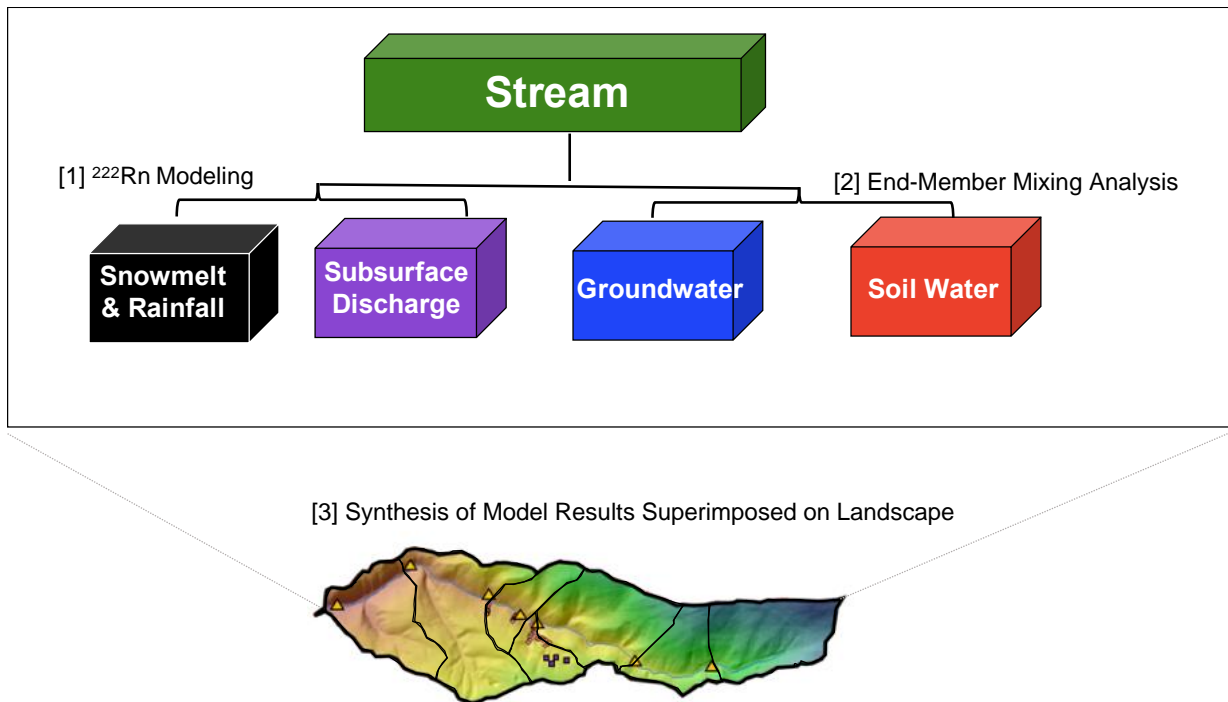 Stream
[1] ²²²Rn Modeling
[2] End-Member Mixing Analysis
Snowmelt
& Rainfall
Subsurface
Discharge
Groundwater
Soil Water
[3] Synthesis of Model Results Superimposed on Landscape